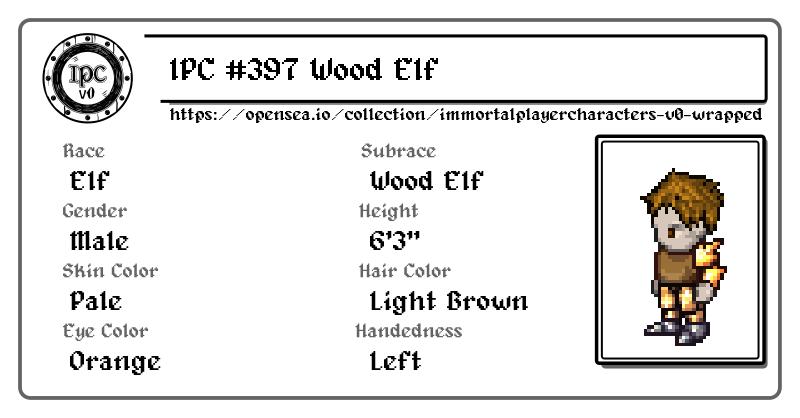 IPC
v0
IPC #397 Wood Elf
https://opensea.io/collection/immortalplayercharacters-v0-wrapped
Race
Elf
Subrace
Wood Elf
Gender
Male
Height
6'3"
Skin Color
Pale
Hair Color
Light Brown
Eye Color
Orange
Handedness
Left